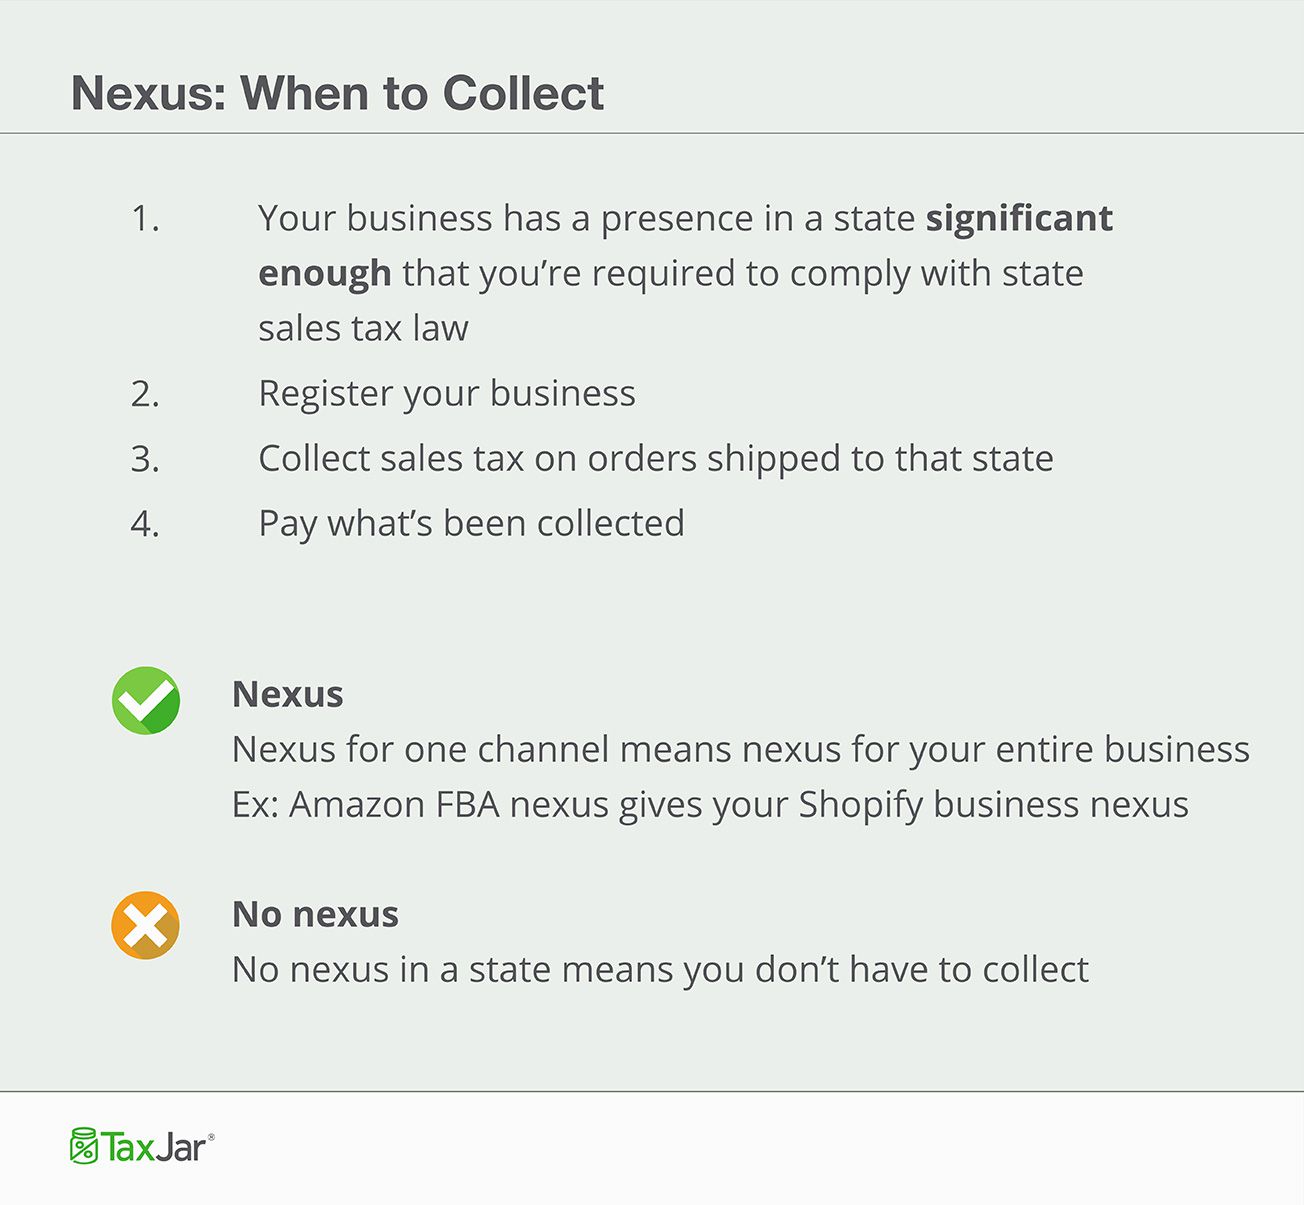 Nexus: When to Collect
1. Your business has a presence in a state significant
enough that you’re required to comply with state
sales tax law
2. Register your business
3. Collect sales tax on orders shipped to that state
4. Pay what’s been collected
Nexus
Nexus for one channel means nexus for your entire business
Ex: Amazon FBA nexus gives your Shopify business nexus
No nexus
No nexus in a state means you don’t have to collect
TaxJar®